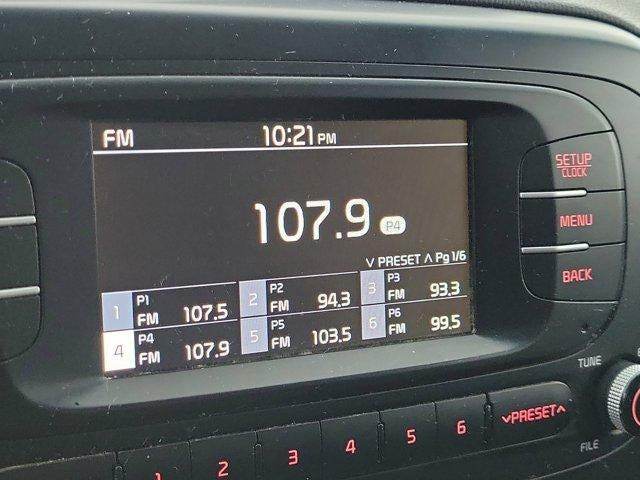 FM 10:21 PM
107.9 P4
∨ PRESET ∧ Pg 1/6
1 P1 FM 107.5 2 P2 FM 94.3 3 P3 FM 93.3
4 P4 FM 107.9 5 P5 FM 103.5 6 P6 FM 99.5
SETUP
CLOCK
MENU
BACK
TUNE
FILE
1 2 3 4 5 6 ∨PRESET∧